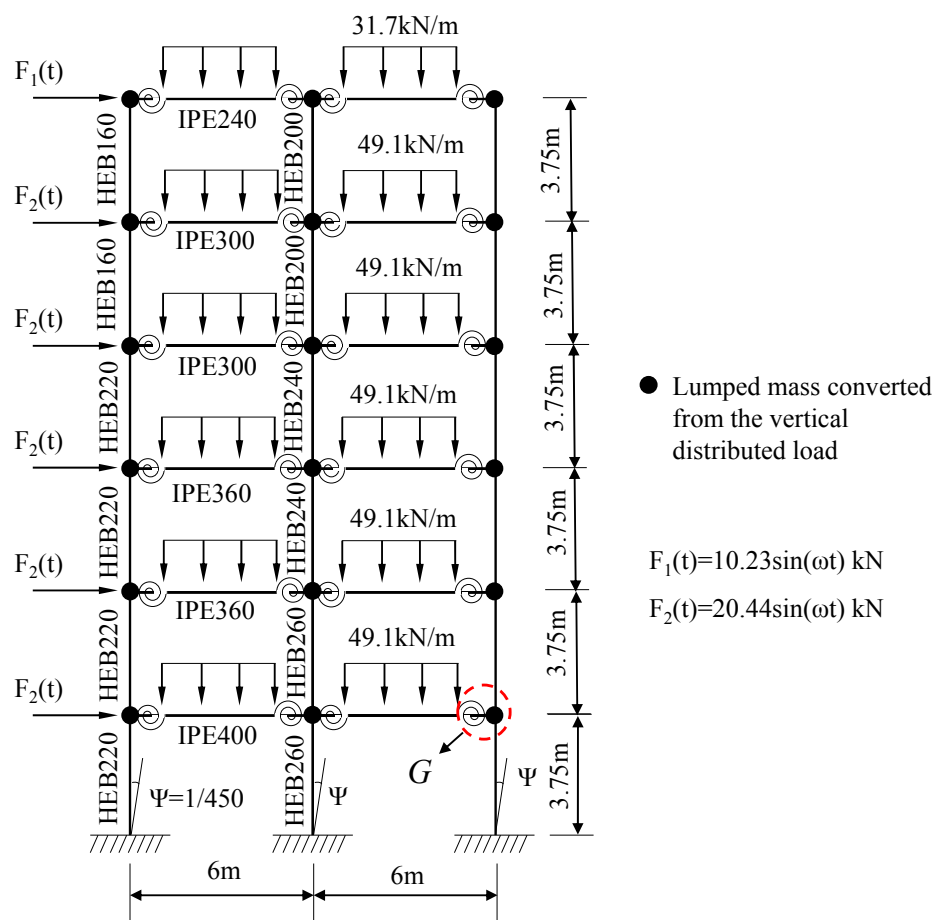 31.7kN/m
F₁(t)
IPE240
HEB160
HEB200
3.75m
49.1kN/m
F₂(t)
IPE300
HEB160
HEB200
3.75m
49.1kN/m
F₂(t)
IPE300
HEB220
HEB240
3.75m
49.1kN/m
F₂(t)
IPE360
HEB220
HEB240
3.75m
49.1kN/m
F₂(t)
IPE360
HEB220
HEB260
3.75m
49.1kN/m
F₂(t)
IPE400
G
HEB220
HEB260
3.75m
Ψ=1/450
Ψ
Ψ
6m
6m
Lumped mass converted
from the vertical
distributed load
F₁(t)=10.23sin(ωt) kN
F₂(t)=20.44sin(ωt) kN